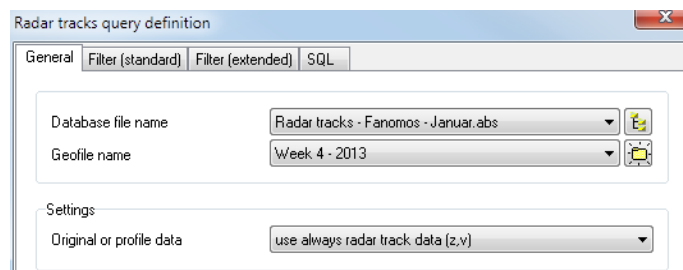 Radar tracks query definition
General Filter (standard) Filter (extended) SQL
Database file name Radar tracks - Fanomos - Januar.abs
Geofile name Week 4 - 2013
Settings
Original or profile data use always radar track data (z,v)